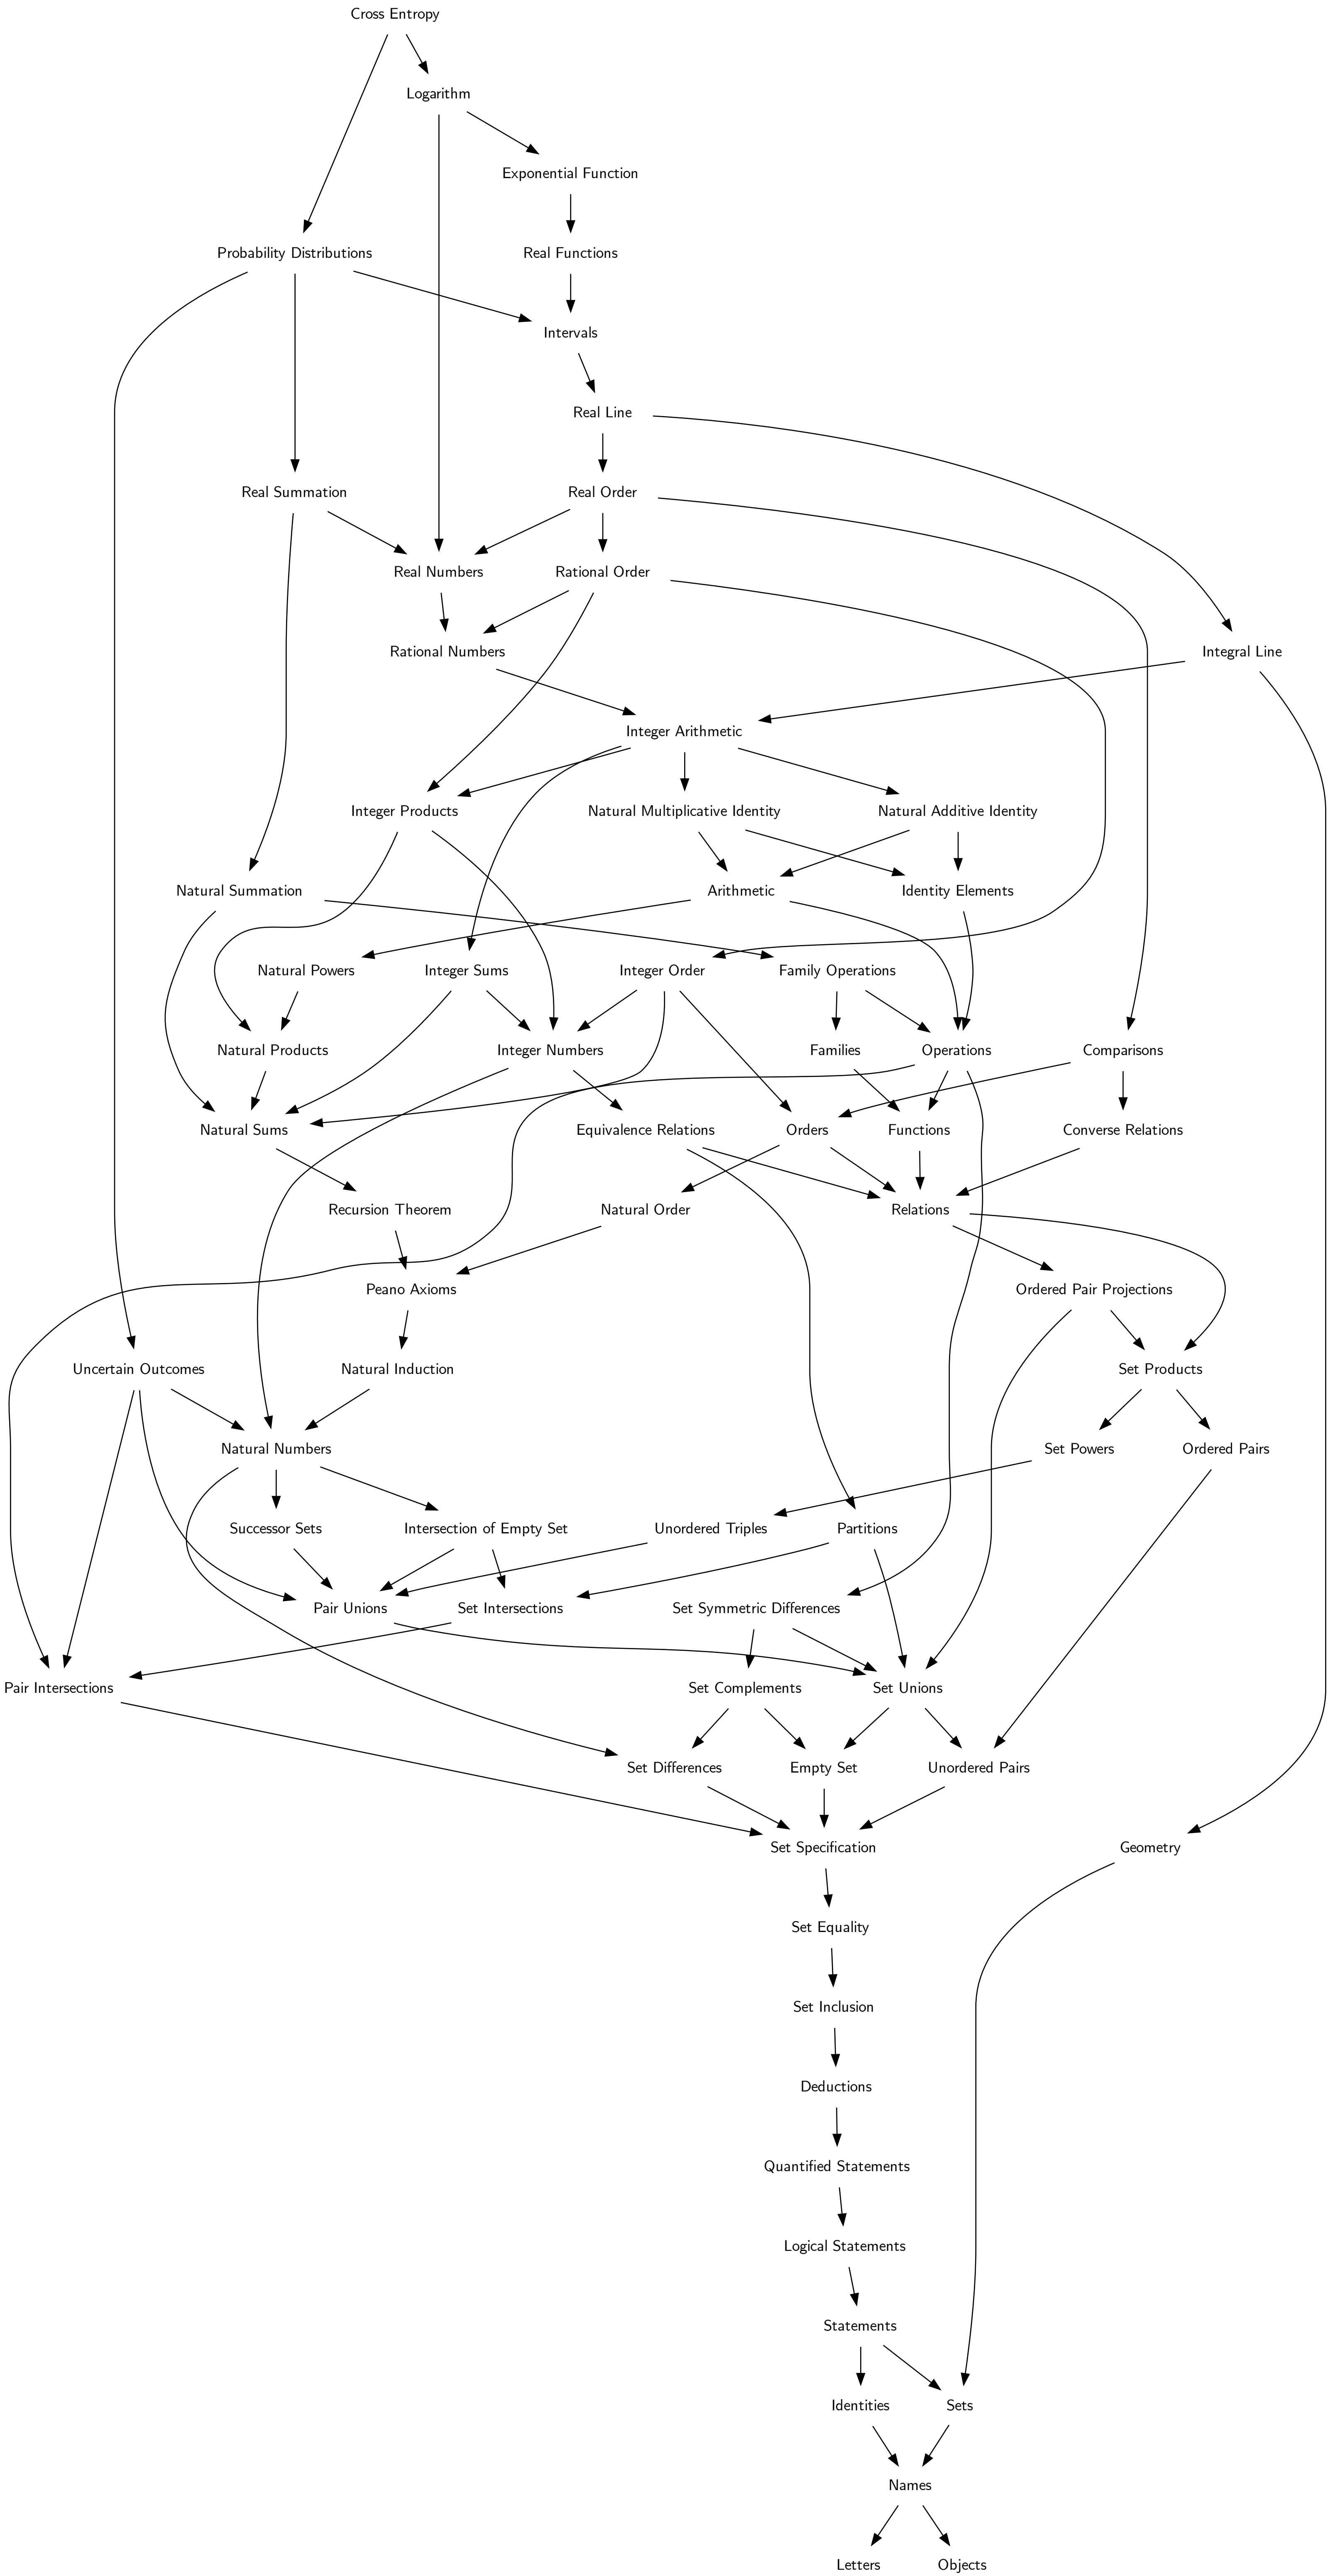 Cross Entropy
Logarithm
Exponential Function
Probability Distributions
Real Functions
Intervals
Real Line
Real Summation
Real Order
Real Numbers
Rational Order
Rational Numbers
Integral Line
Integer Arithmetic
Integer Products
Natural Multiplicative Identity
Natural Additive Identity
Natural Summation
Arithmetic
Identity Elements
Natural Powers
Integer Sums
Integer Order
Family Operations
Natural Products
Integer Numbers
Families
Operations
Comparisons
Natural Sums
Equivalence Relations
Orders
Functions
Converse Relations
Recursion Theorem
Natural Order
Relations
Peano Axioms
Ordered Pair Projections
Uncertain Outcomes
Natural Induction
Set Products
Natural Numbers
Set Powers
Ordered Pairs
Successor Sets
Intersection of Empty Set
Unordered Triples
Partitions
Pair Unions
Set Intersections
Set Symmetric Differences
Pair Intersections
Set Complements
Set Unions
Set Differences
Empty Set
Unordered Pairs
Set Specification
Geometry
Set Equality
Set Inclusion
Deductions
Quantified Statements
Logical Statements
Statements
Identities
Sets
Names
Letters
Objects